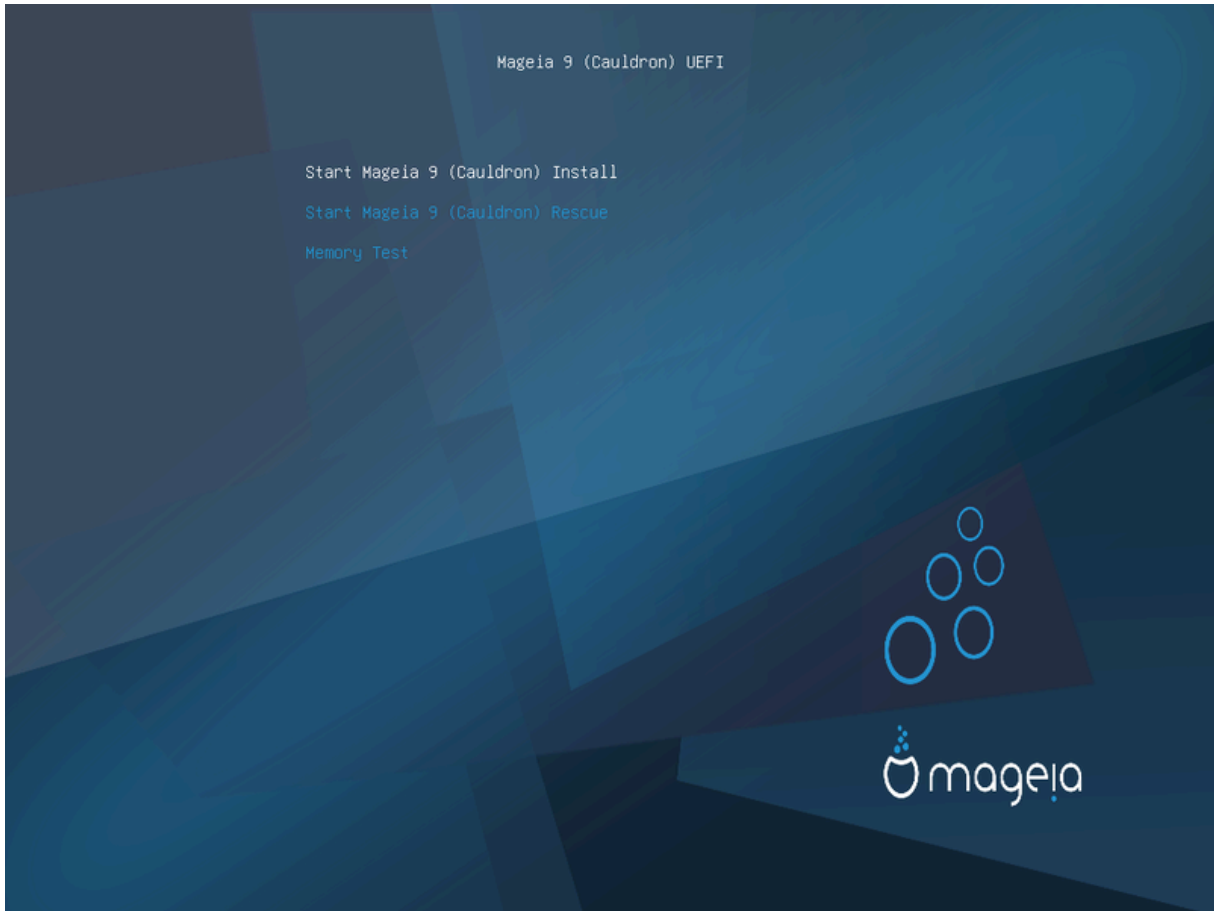 Mageia 9 (Cauldron) UEFI
Start Mageia 9 (Cauldron) Install
Start Mageia 9 (Cauldron) Rescue
Memory Test
mageia